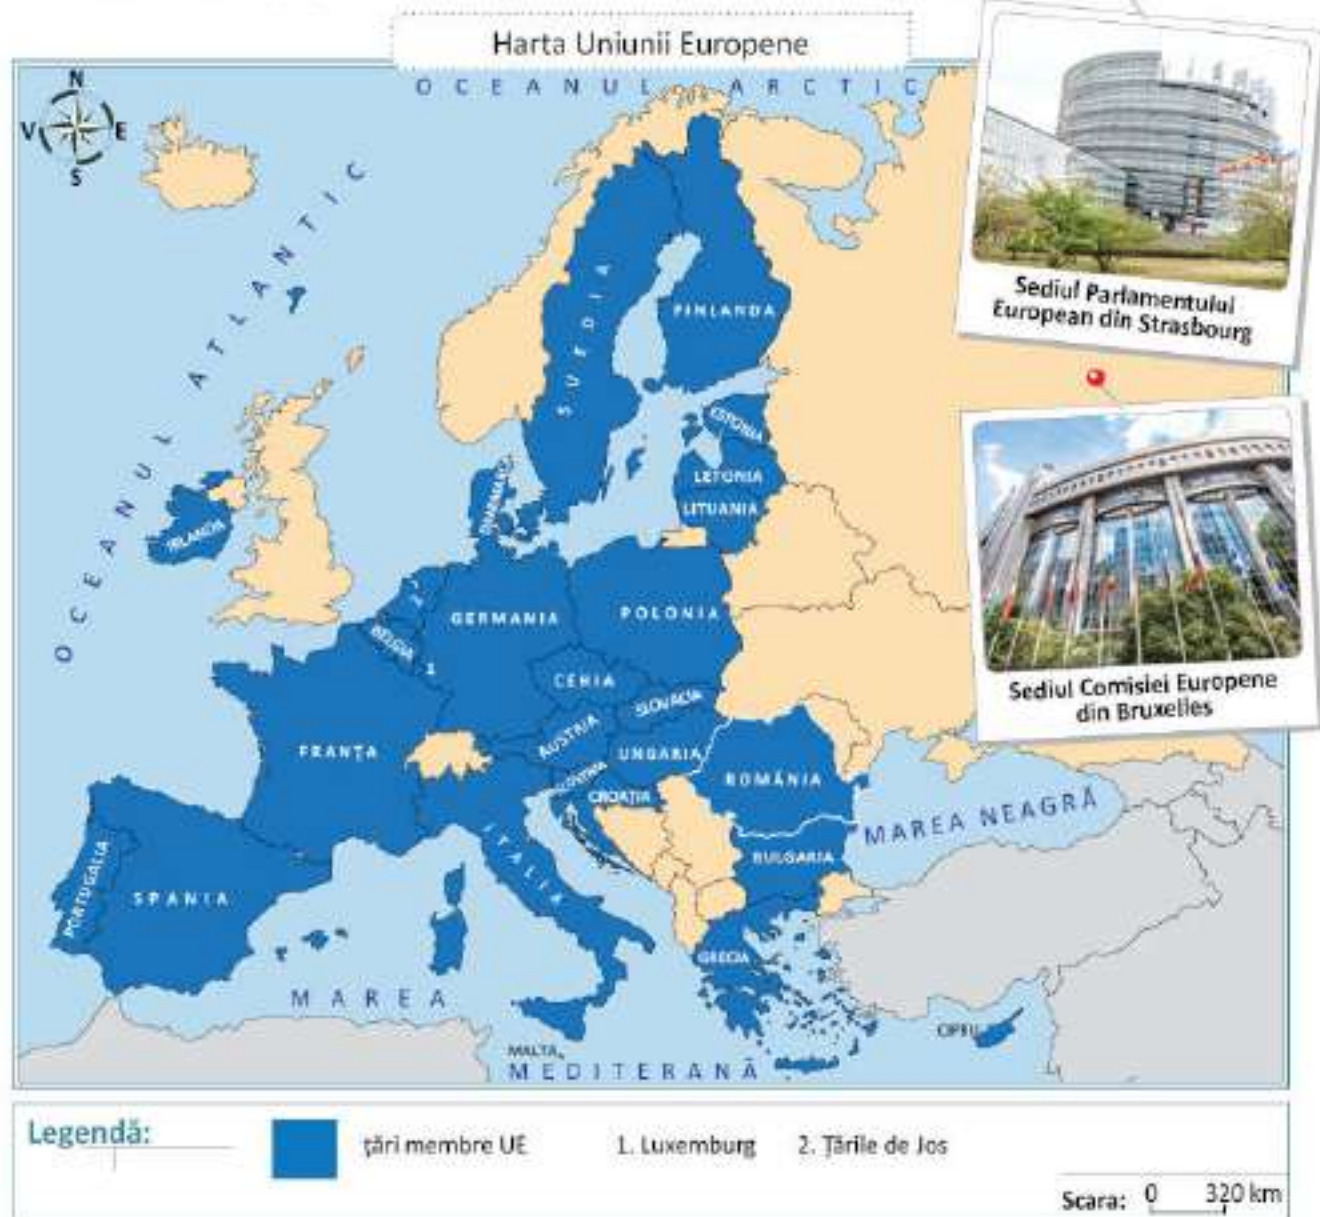 Harta Uniunii Europene
OCEANUL ARCTIC
N
V E
S
OCEANUL ATLANTIC
Sediul Parlamentului
European din Strasbourg
SUEDIA
FINLANDA
ESTONIA
LETONIA
LITUANIA
DANEMARCA
IRLANDA
2
GERMANIA
POLONIA
BELGIA
1
CEHIA
SLOVACIA
Sediul Comisiei Europene
din Bruxelles
AUSTRIA
FRANȚA
UNGARIA
SLOVENIA
ROMÂNIA
CROAȚIA
MAREA NEAGRĂ
ITALIA
BULGARIA
PORTUGALIA
SPANIA
GRECIA
MAREA
CIPRU
MALTA
MEDITERANĂ
Legendă:
țări membre UE 1. Luxemburg 2. Țările de Jos
Scara: 0 320 km